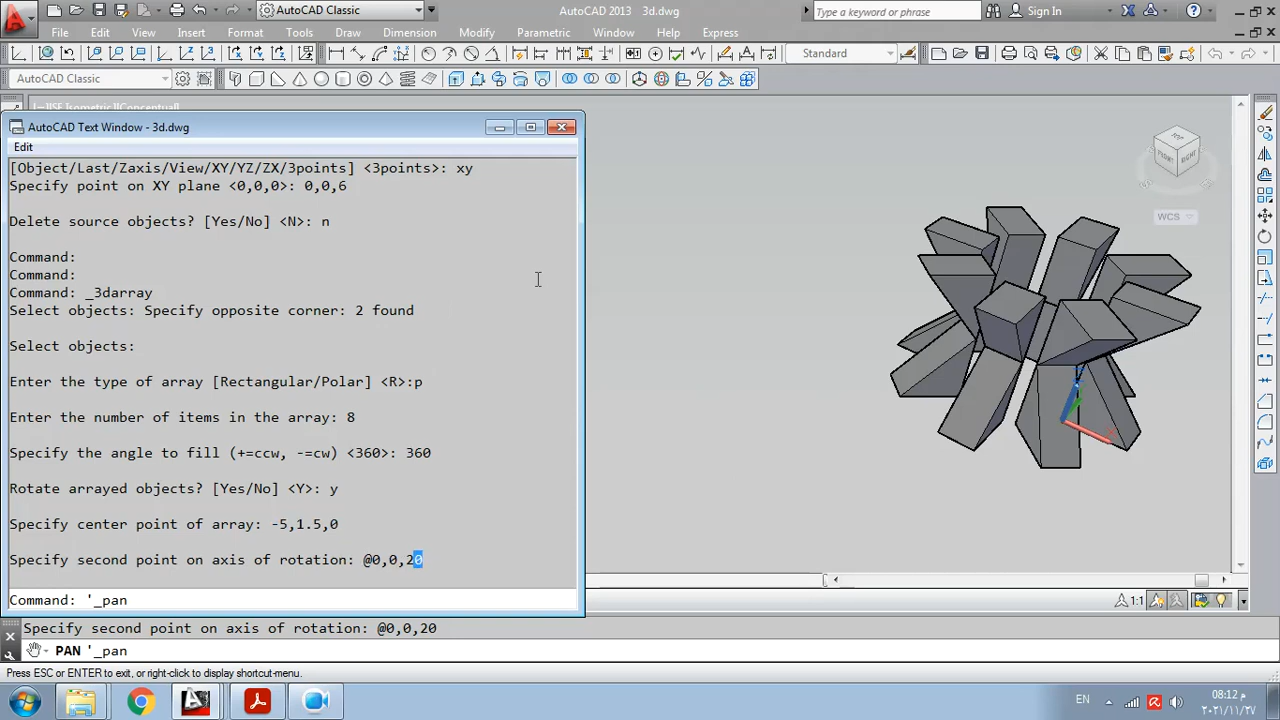 AutoCAD Classic
AutoCAD 2013
3d.dwg
Type a keyword or phrase
Sign In
File
Edit
View
Insert
Format
Tools
Draw
Dimension
Modify
Parametric
Window
Help
Express
Standard
AutoCAD Classic
AutoCAD Text Window - 3d.dwg
Edit
[Object/Last/Zaxis/View/XY/YZ/ZX/3points] <3points>: xy
Specify point on XY plane <0,0,0>: 0,0,6
Delete source objects? [Yes/No] <N>: n
Command:
Command:
Command: _3darray
Select objects: Specify opposite corner: 2 found
Select objects:
Enter the type of array [Rectangular/Polar] <R>:p
Enter the number of items in the array: 8
Specify the angle to fill (+=ccw, -=cw) <360>: 360
Rotate arrayed objects? [Yes/No] <Y>: y
Specify center point of array: -5,1.5,0
Specify second point on axis of rotation: @0,0,20
Command: '_pan
TOP
FRONT
RIGHT
WCS
1:1
Specify second point on axis of rotation: @0,0,20
PAN '_pan
Press ESC or ENTER to exit, or right-click to display shortcut-menu.
EN
08:12 م
٢٠٢١/١١/٢٧